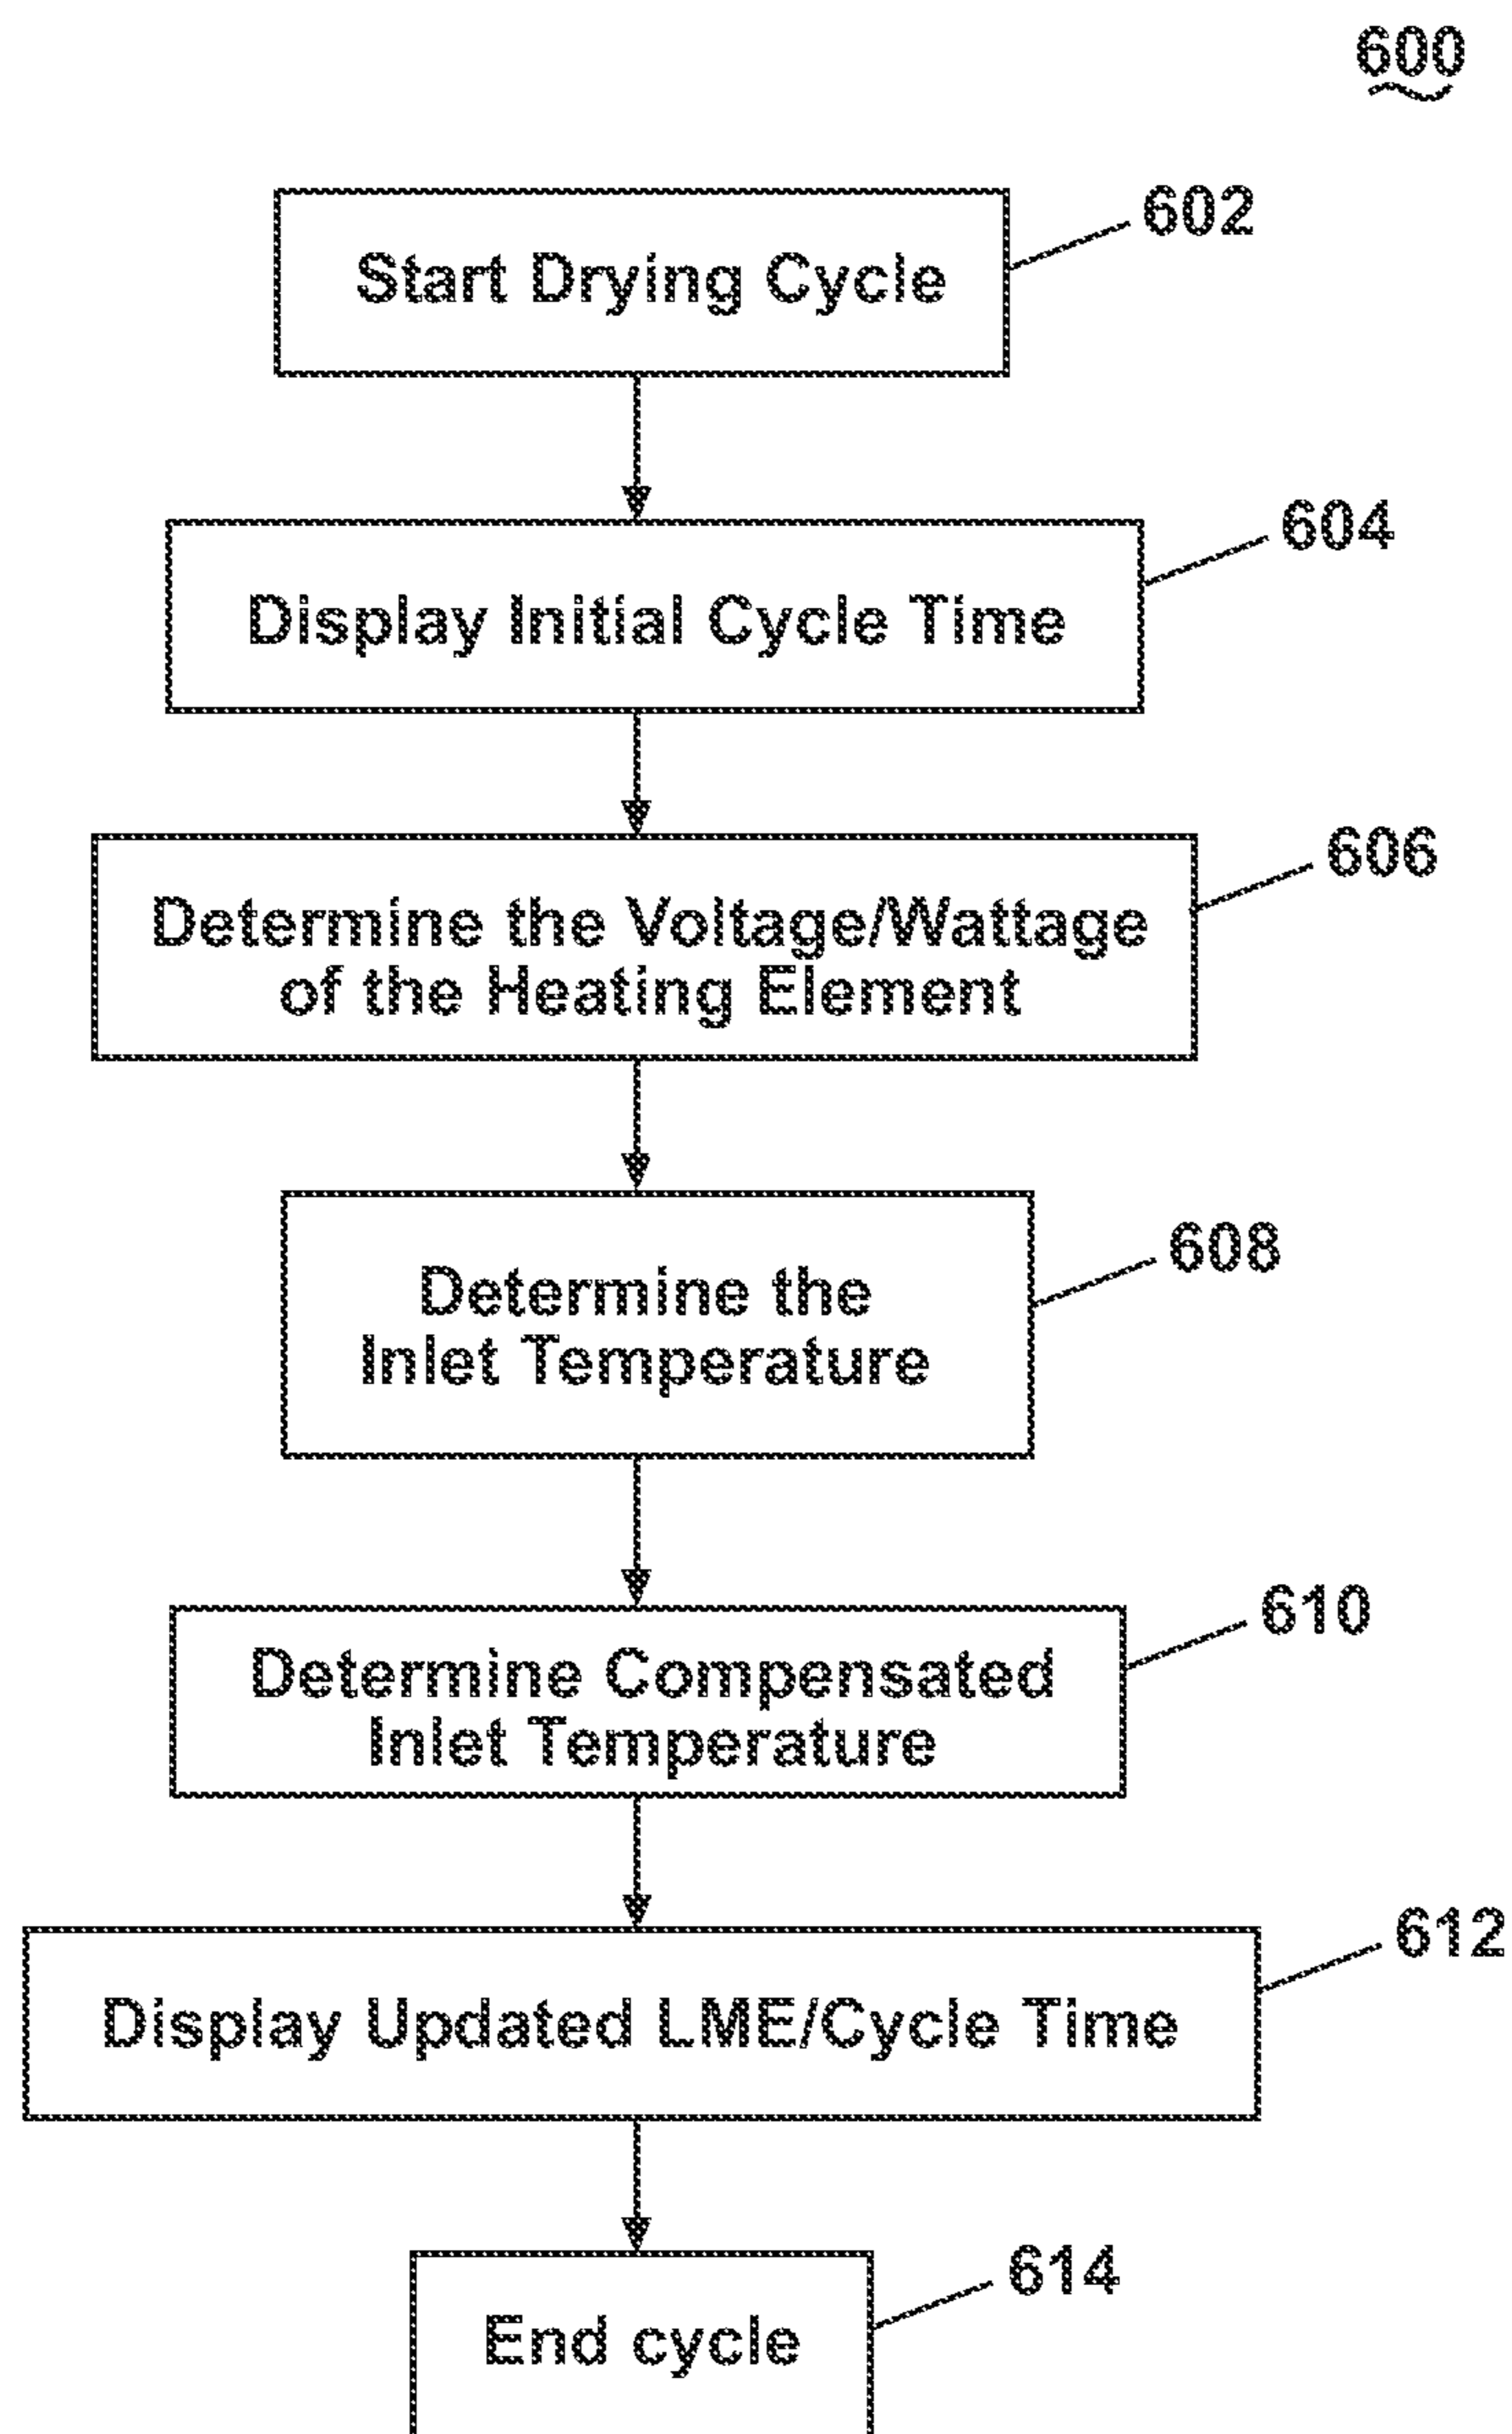 600
Start Drying Cycle
602
Display Initial Cycle Time
604
Determine the Voltage/Wattage
of the Heating Element
606
Determine the
Inlet Temperature
608
Determine Compensated
Inlet Temperature
610
Display Updated LME/Cycle Time
612
End cycle
614